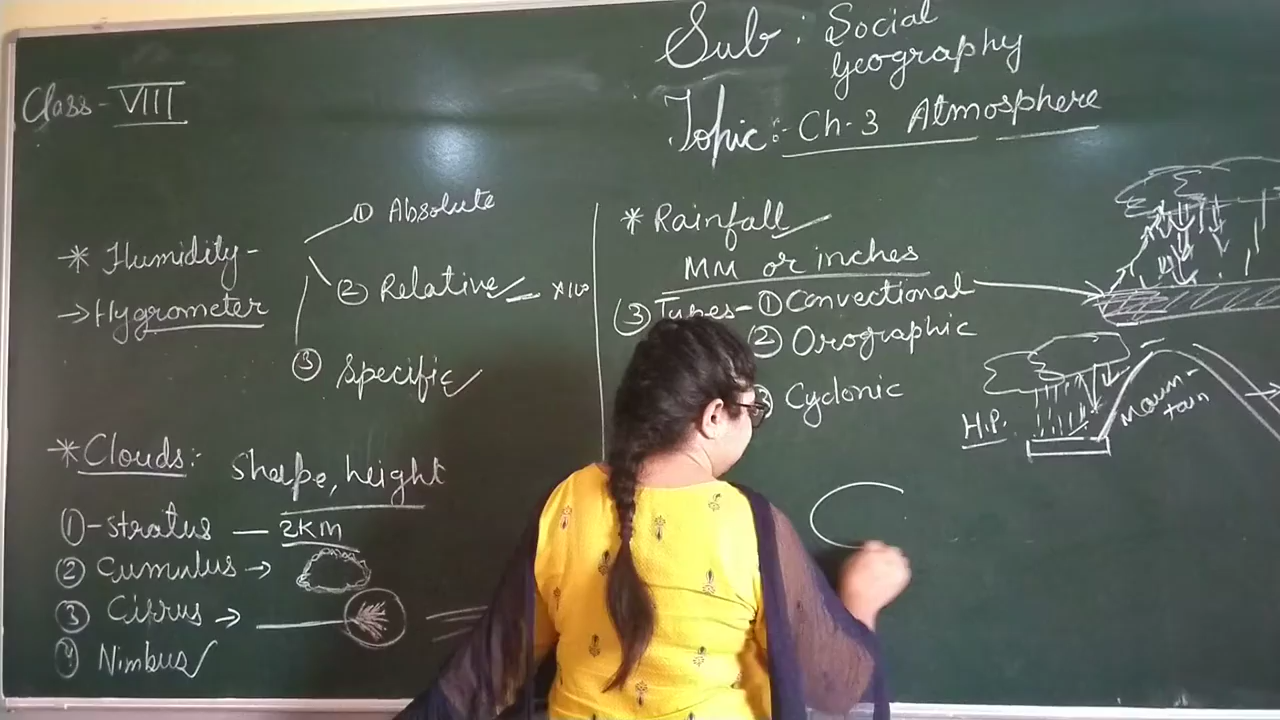 Class - VIII
Sub : Social
Geography
Topic :- Ch-3 Atmosphere
* Humidity -
→ Hygrometer
① Absolute
② Relative
③ Specific
* Clouds :- Shape, height
① - Stratus — 2KM
② Cumulus →
③ Cirrus →
④ Nimbus
* Rainfall
MM or inches
③ Types - ① Convectional
② Orographic
③ Cyclonic
H.P.
Moun-
tain